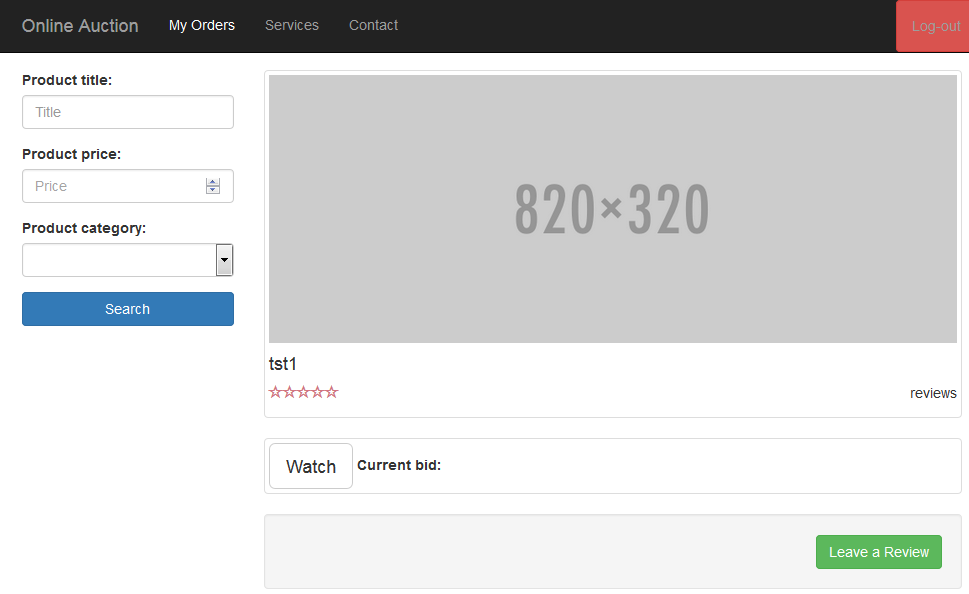 Online Auction My Orders Services Contact Log-out
Product title:
Title
Product price:
Price
Product category:
Search
820×320
tst1
reviews
Watch Current bid:
Leave a Review